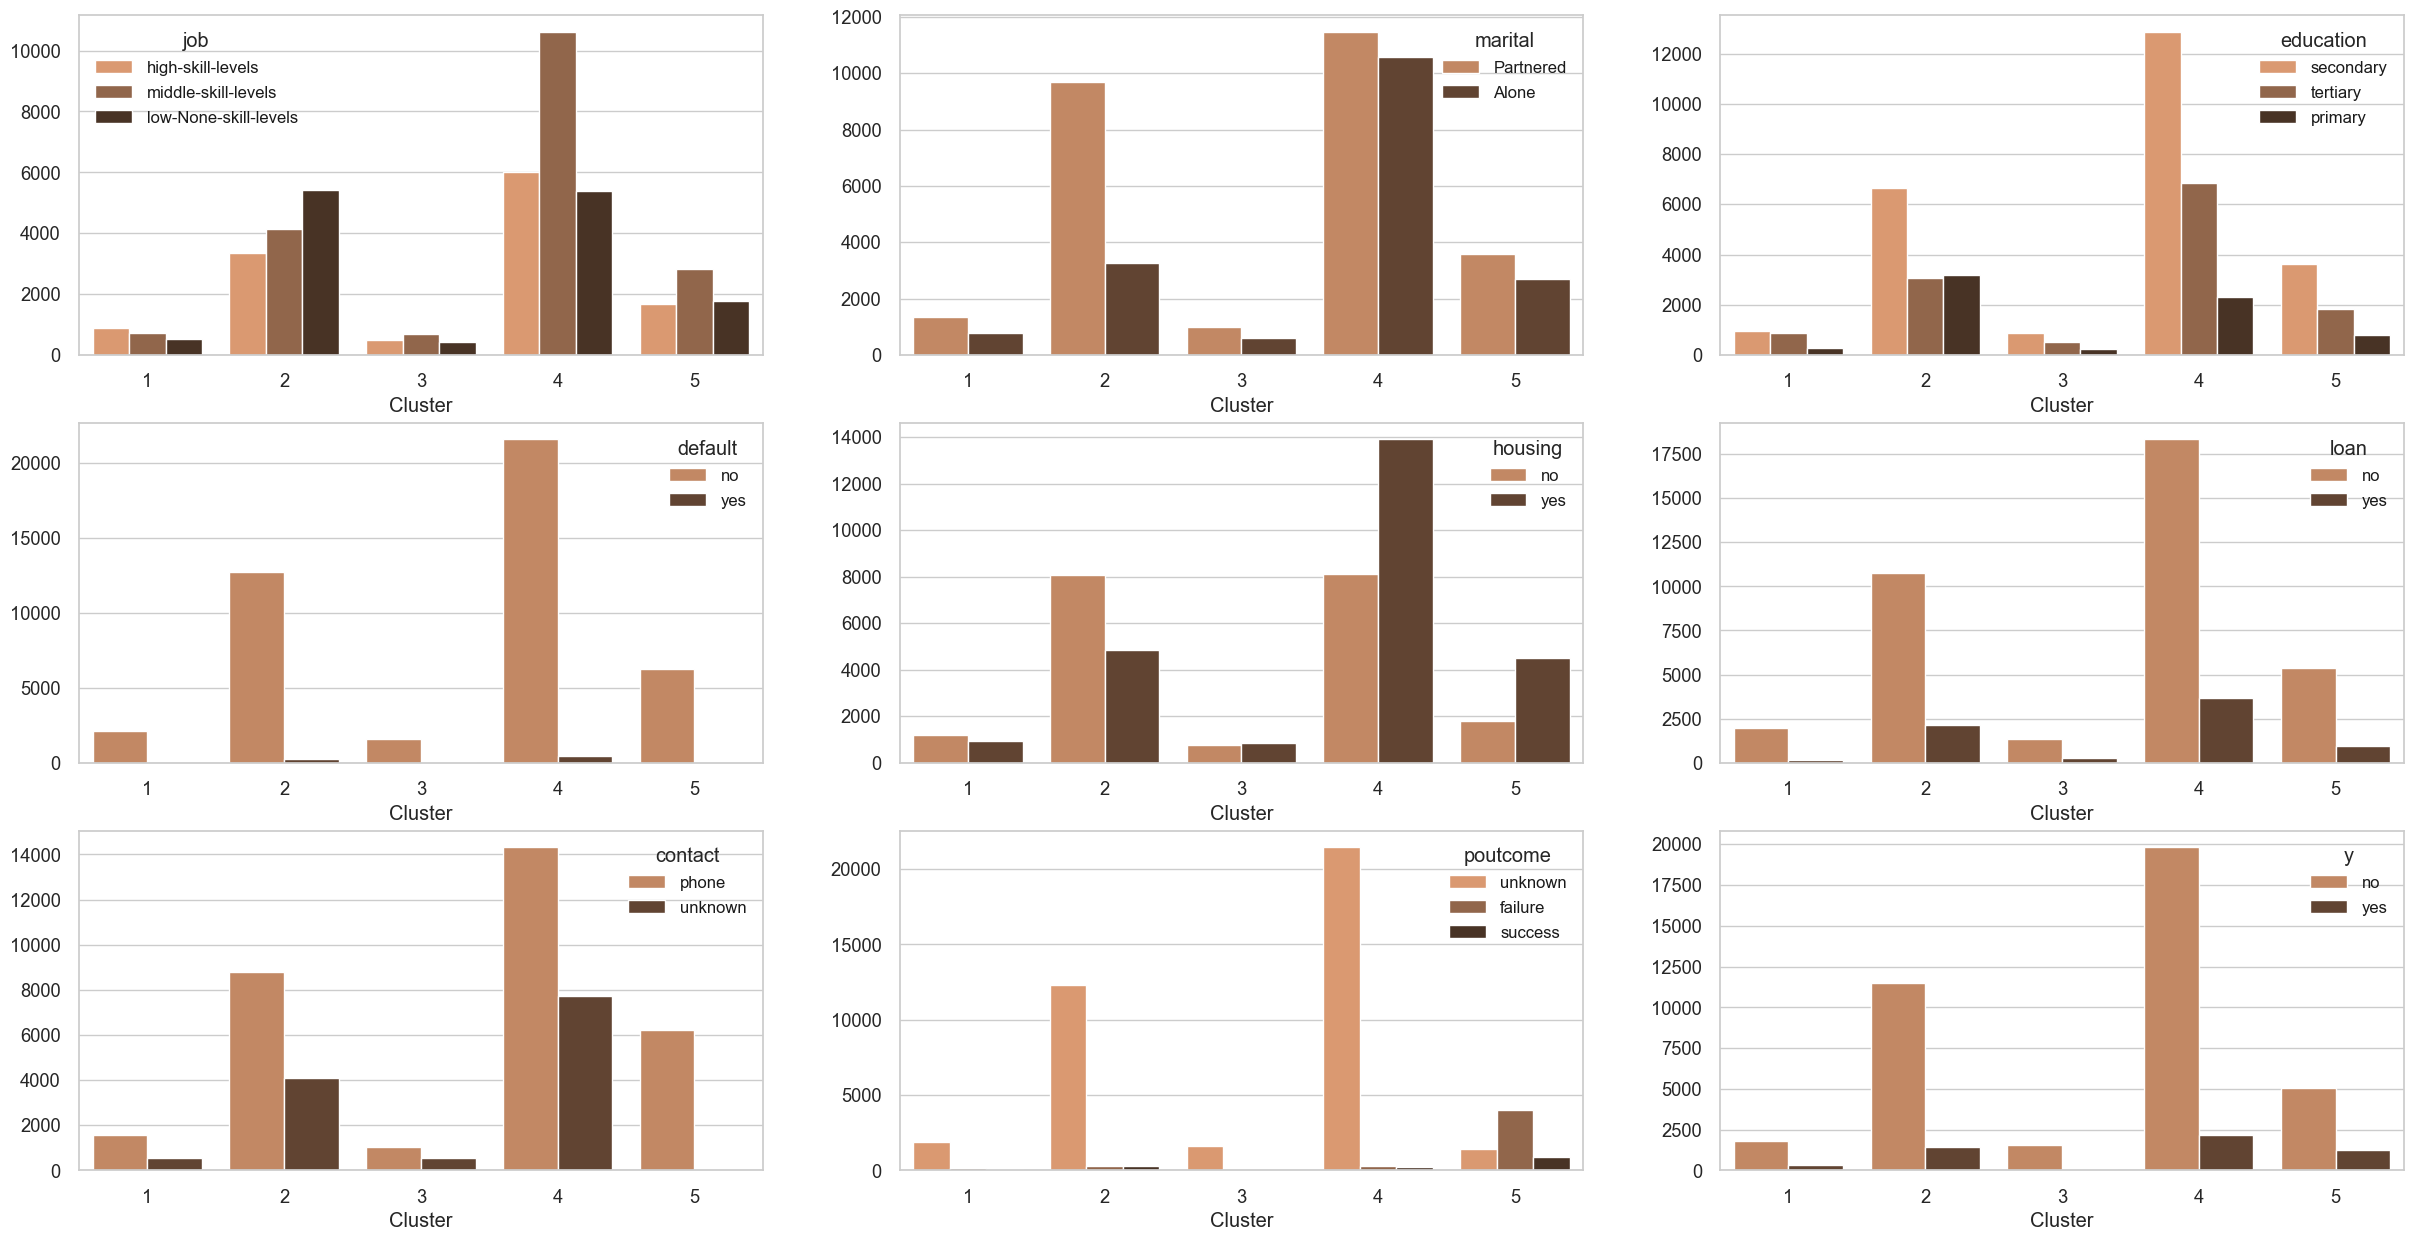 job
high-skill-levels
middle-skill-levels
low-None-skill-levels
10000
8000
6000
4000
2000
0
1 2 3 4 5
Cluster
marital
Partnered
Alone
12000
10000
8000
6000
4000
2000
0
1 2 3 4 5
Cluster
education
secondary
tertiary
primary
12000
10000
8000
6000
4000
2000
0
1 2 3 4 5
Cluster
default
no
yes
20000
15000
10000
5000
0
1 2 3 4 5
Cluster
housing
no
yes
14000
12000
10000
8000
6000
4000
2000
0
1 2 3 4 5
Cluster
loan
no
yes
17500
15000
12500
10000
7500
5000
2500
0
1 2 3 4 5
Cluster
contact
phone
unknown
14000
12000
10000
8000
6000
4000
2000
0
1 2 3 4 5
Cluster
poutcome
unknown
failure
success
20000
15000
10000
5000
0
1 2 3 4 5
Cluster
y
no
yes
20000
17500
15000
12500
10000
7500
5000
2500
0
1 2 3 4 5
Cluster